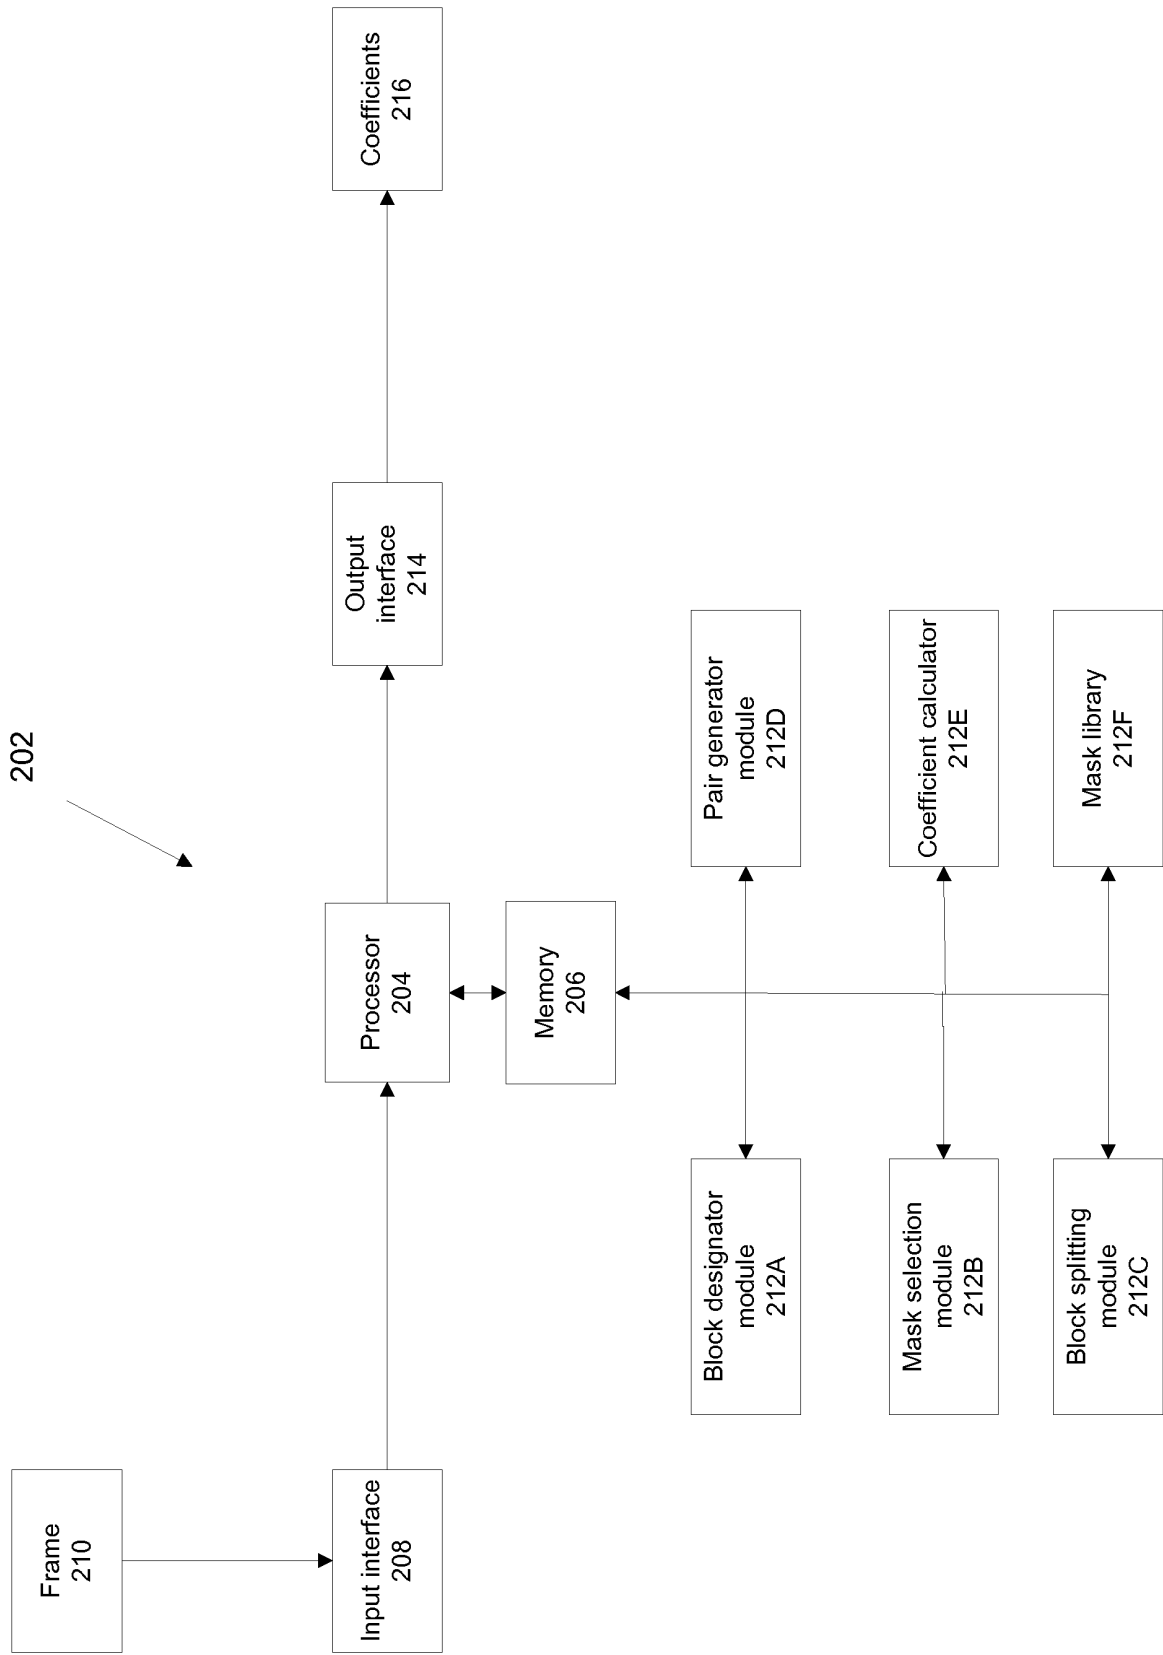 202
Frame
210
Input interface
208
Processor
204
Output
interface
214
Coefficients
216
Memory
206
Block designator
module
212A
Pair generator
module
212D
Mask selection
module
212B
Coefficient calculator
212E
Block splitting
module
212C
Mask library
212F